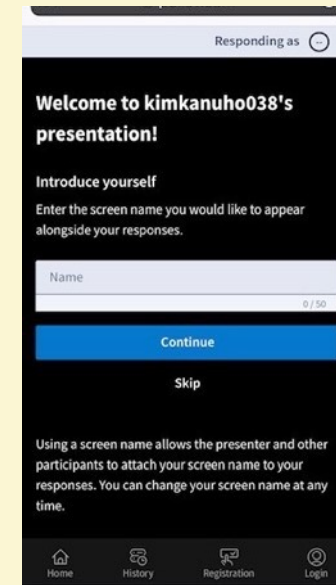 Responding as
Welcome to kimkanuho038's
presentation!
Introduce yourself
Enter the screen name you would like to appear
alongside your responses.
Name
0 / 50
Continue
Skip
Using a screen name allows the presenter and other
participants to attach your screen name to your
responses. You can change your screen name at any
time.
Home History Registration Login